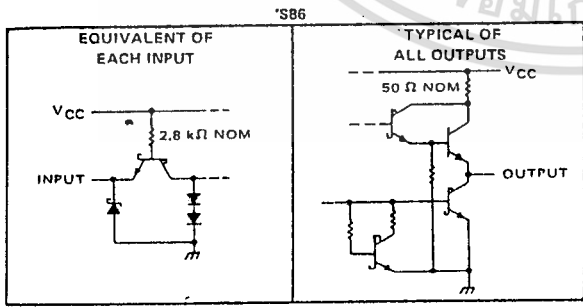 'S86
EQUIVALENT OF
EACH INPUT
VCC
2.8 kΩ NOM
INPUT
TYPICAL OF
ALL OUTPUTS
VCC
50 Ω NOM
OUTPUT